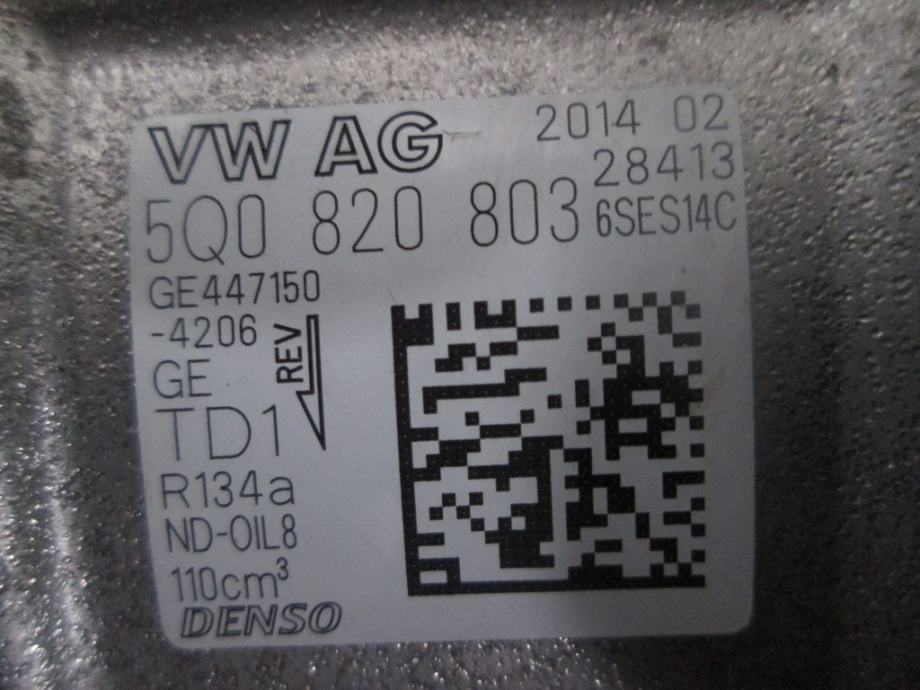 VW AG 2014 02
28413
5Q0 820 803 6SES14C
GE447150
-4206
REV
GE
TD1
R134a
ND-OIL8
110cm³
DENSO